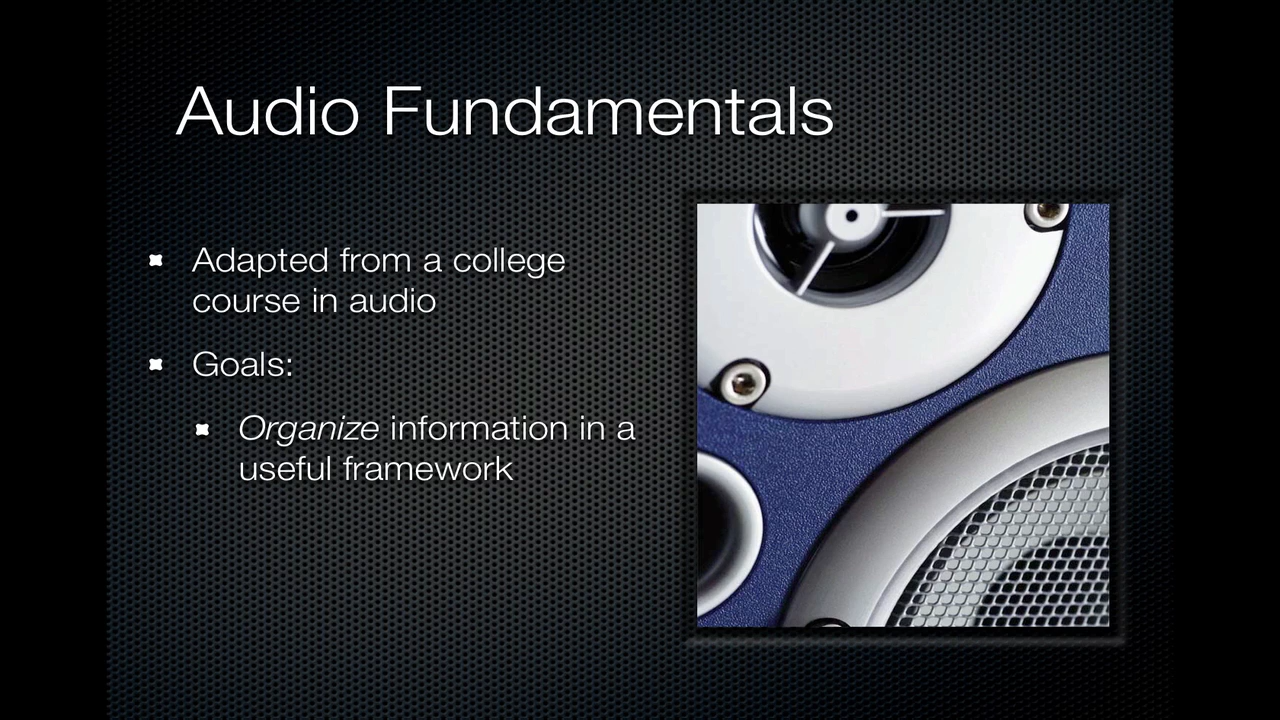 Audio Fundamentals
Adapted from a college
course in audio
Goals:
Organize information in a
useful framework